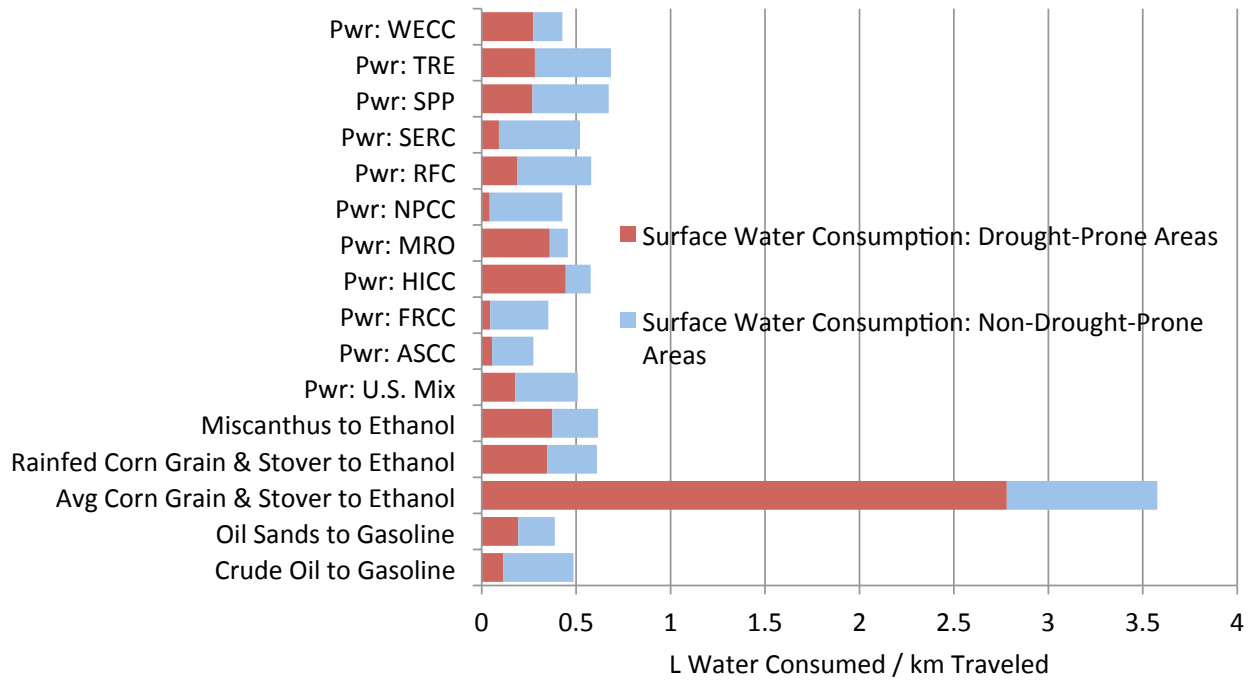 Pwr: WECC
Pwr: TRE
Pwr: SPP
Pwr: SERC
Pwr: RFC
Pwr: NPCC
Pwr: MRO
Pwr: HICC
Pwr: FRCC
Pwr: ASCC
Pwr: U.S. Mix
Miscanthus to Ethanol
Rainfed Corn Grain & Stover to Ethanol
Avg Corn Grain & Stover to Ethanol
Oil Sands to Gasoline
Crude Oil to Gasoline
Surface Water Consumption: Drought-Prone Areas
Surface Water Consumption: Non-Drought-Prone
Areas
0 0.5 1 1.5 2 2.5 3 3.5 4
L Water Consumed / km Traveled